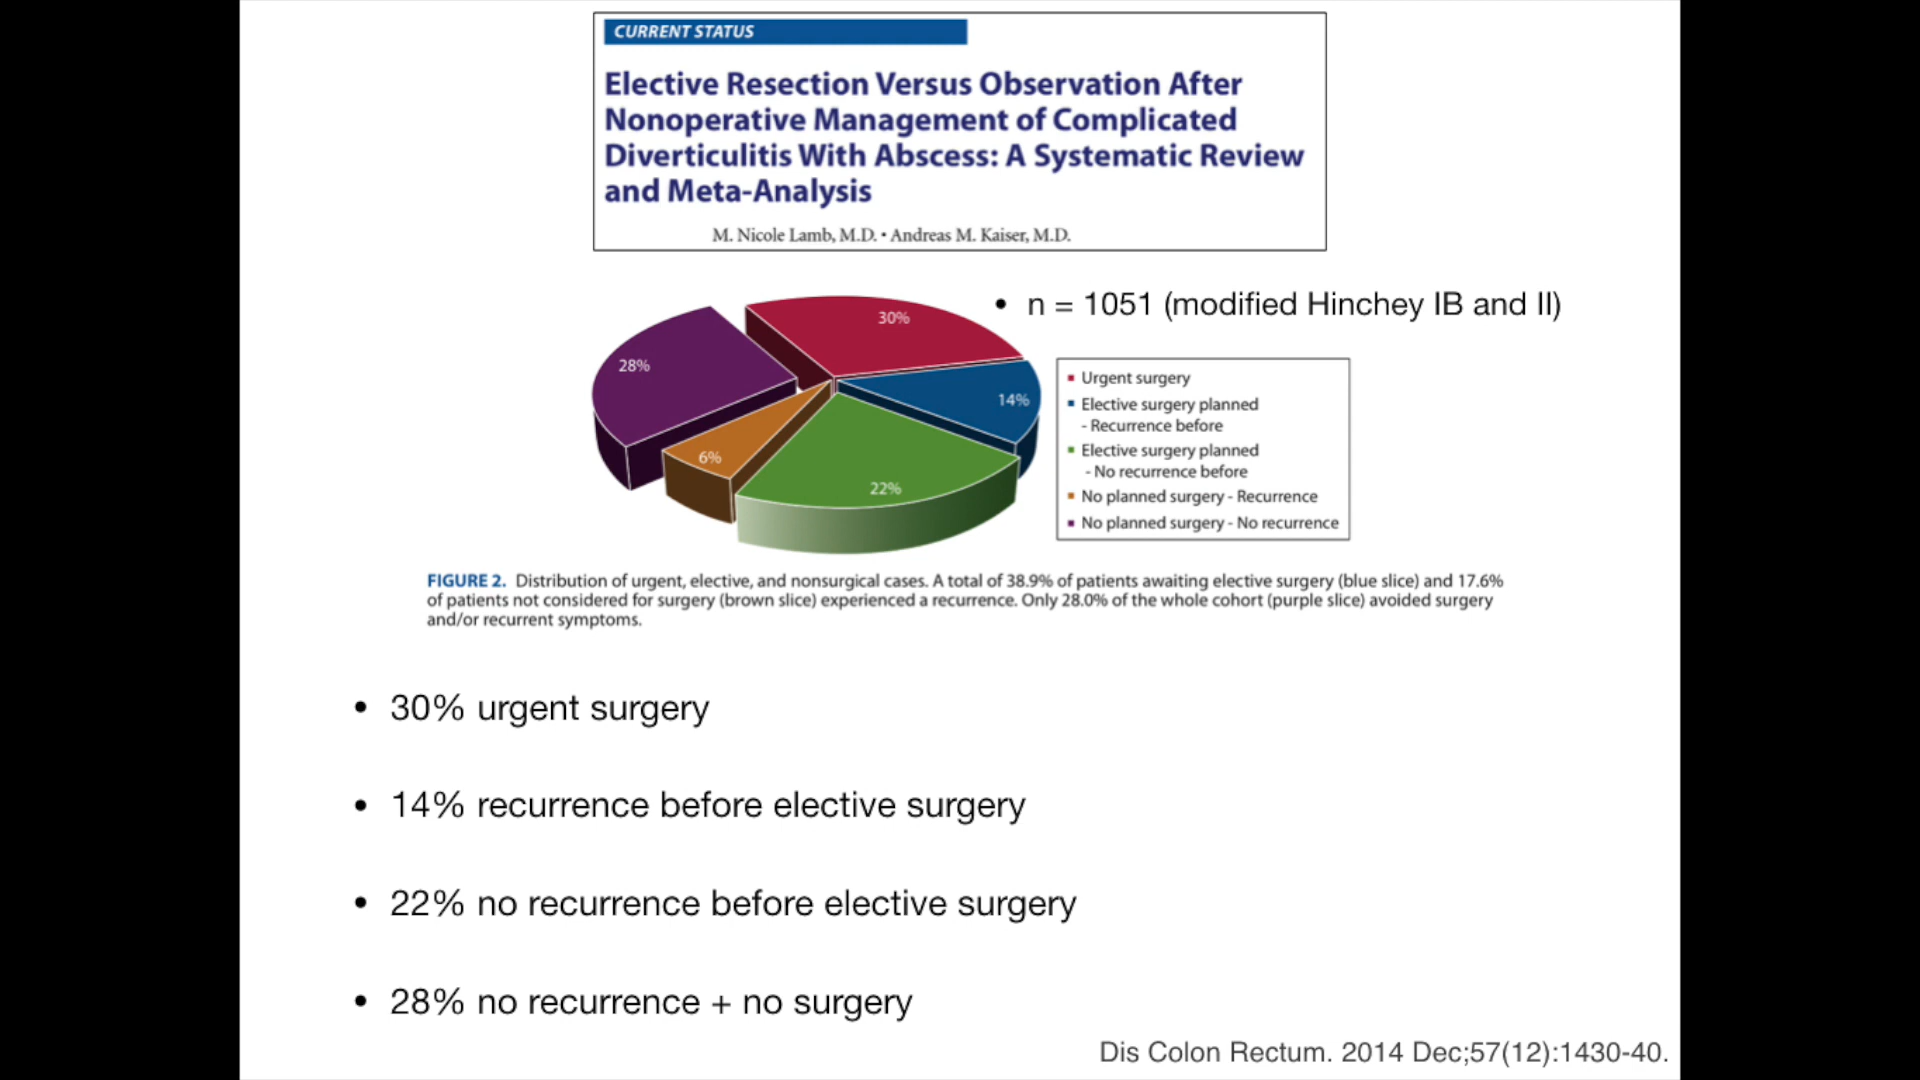 CURRENT STATUS
Elective Resection Versus Observation After
Nonoperative Management of Complicated
Diverticulitis With Abscess: A Systematic Review
and Meta-Analysis
M. Nicole Lamb, M.D. • Andreas M. Kaiser, M.D.
• n = 1051 (modified Hinchey IB and II)
30%
28%
14%
6%
22%
Urgent surgery
Elective surgery planned
- Recurrence before
Elective surgery planned
- No recurrence before
No planned surgery - Recurrence
No planned surgery - No recurrence
FIGURE 2. Distribution of urgent, elective, and nonsurgical cases. A total of 38.9% of patients awaiting elective surgery (blue slice) and 17.6%
of patients not considered for surgery (brown slice) experienced a recurrence. Only 28.0% of the whole cohort (purple slice) avoided surgery
and/or recurrent symptoms.
• 30% urgent surgery
• 14% recurrence before elective surgery
• 22% no recurrence before elective surgery
• 28% no recurrence + no surgery
Dis Colon Rectum. 2014 Dec;57(12):1430-40.